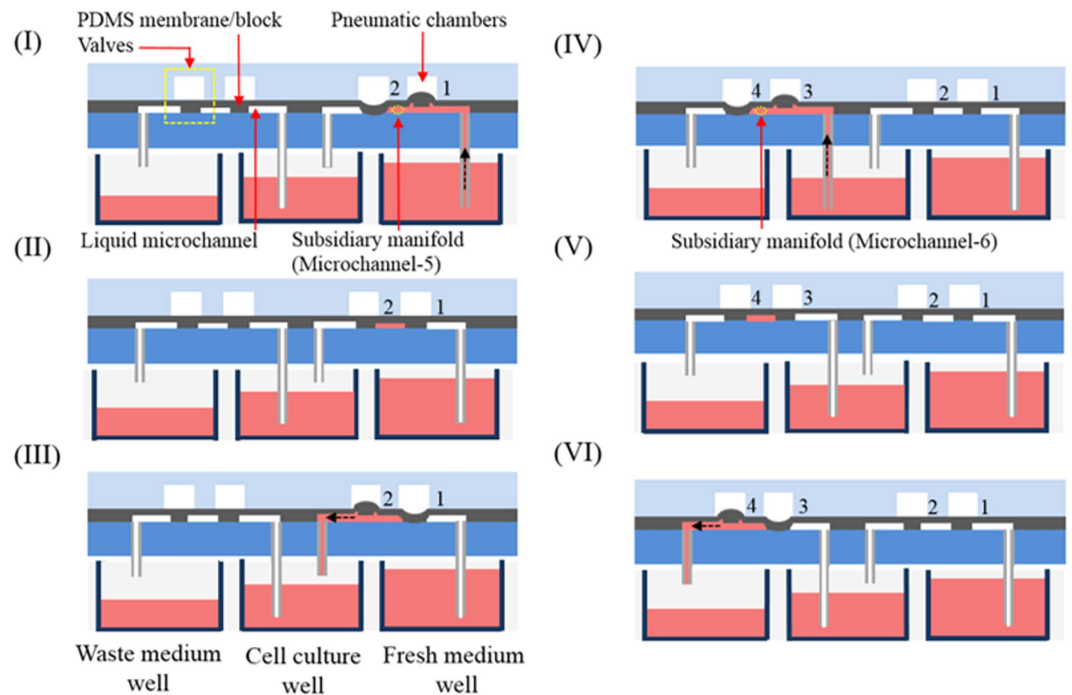 PDMS membrane/block
Pneumatic chambers
(I)
Valves
2 1
Liquid microchannel
Subsidiary manifold
(Microchannel-5)
(II)
2 1
(III)
2 1
Waste medium
well
Cell culture
well
Fresh medium
well
(IV)
4 3 2 1
Subsidiary manifold (Microchannel-6)
(V)
4 3 2 1
(VI)
4 3 2 1